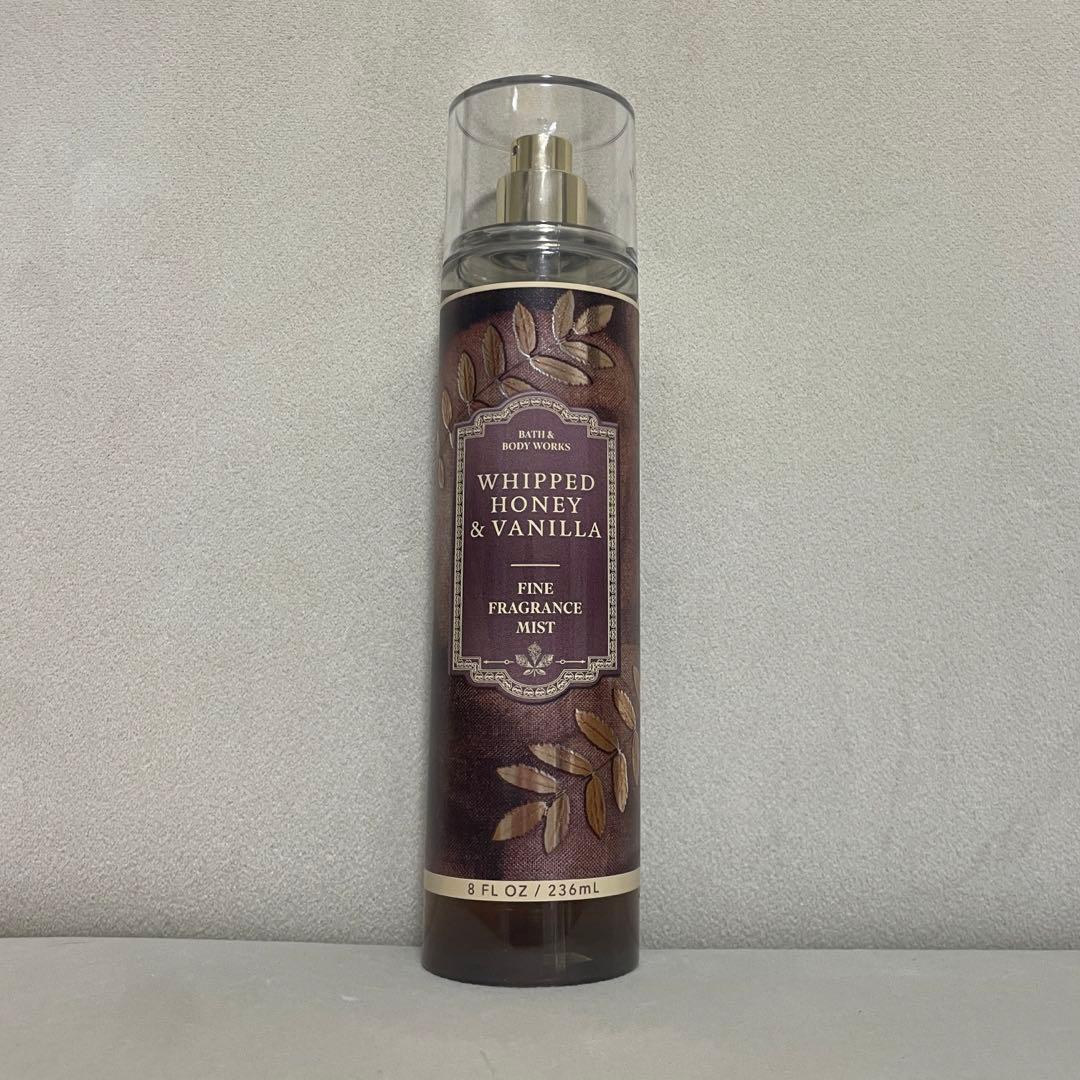 BATH &
BODY WORKS
WHIPPED
HONEY
& VANILLA
FINE
FRAGRANCE
MIST
8 FL OZ / 236mL